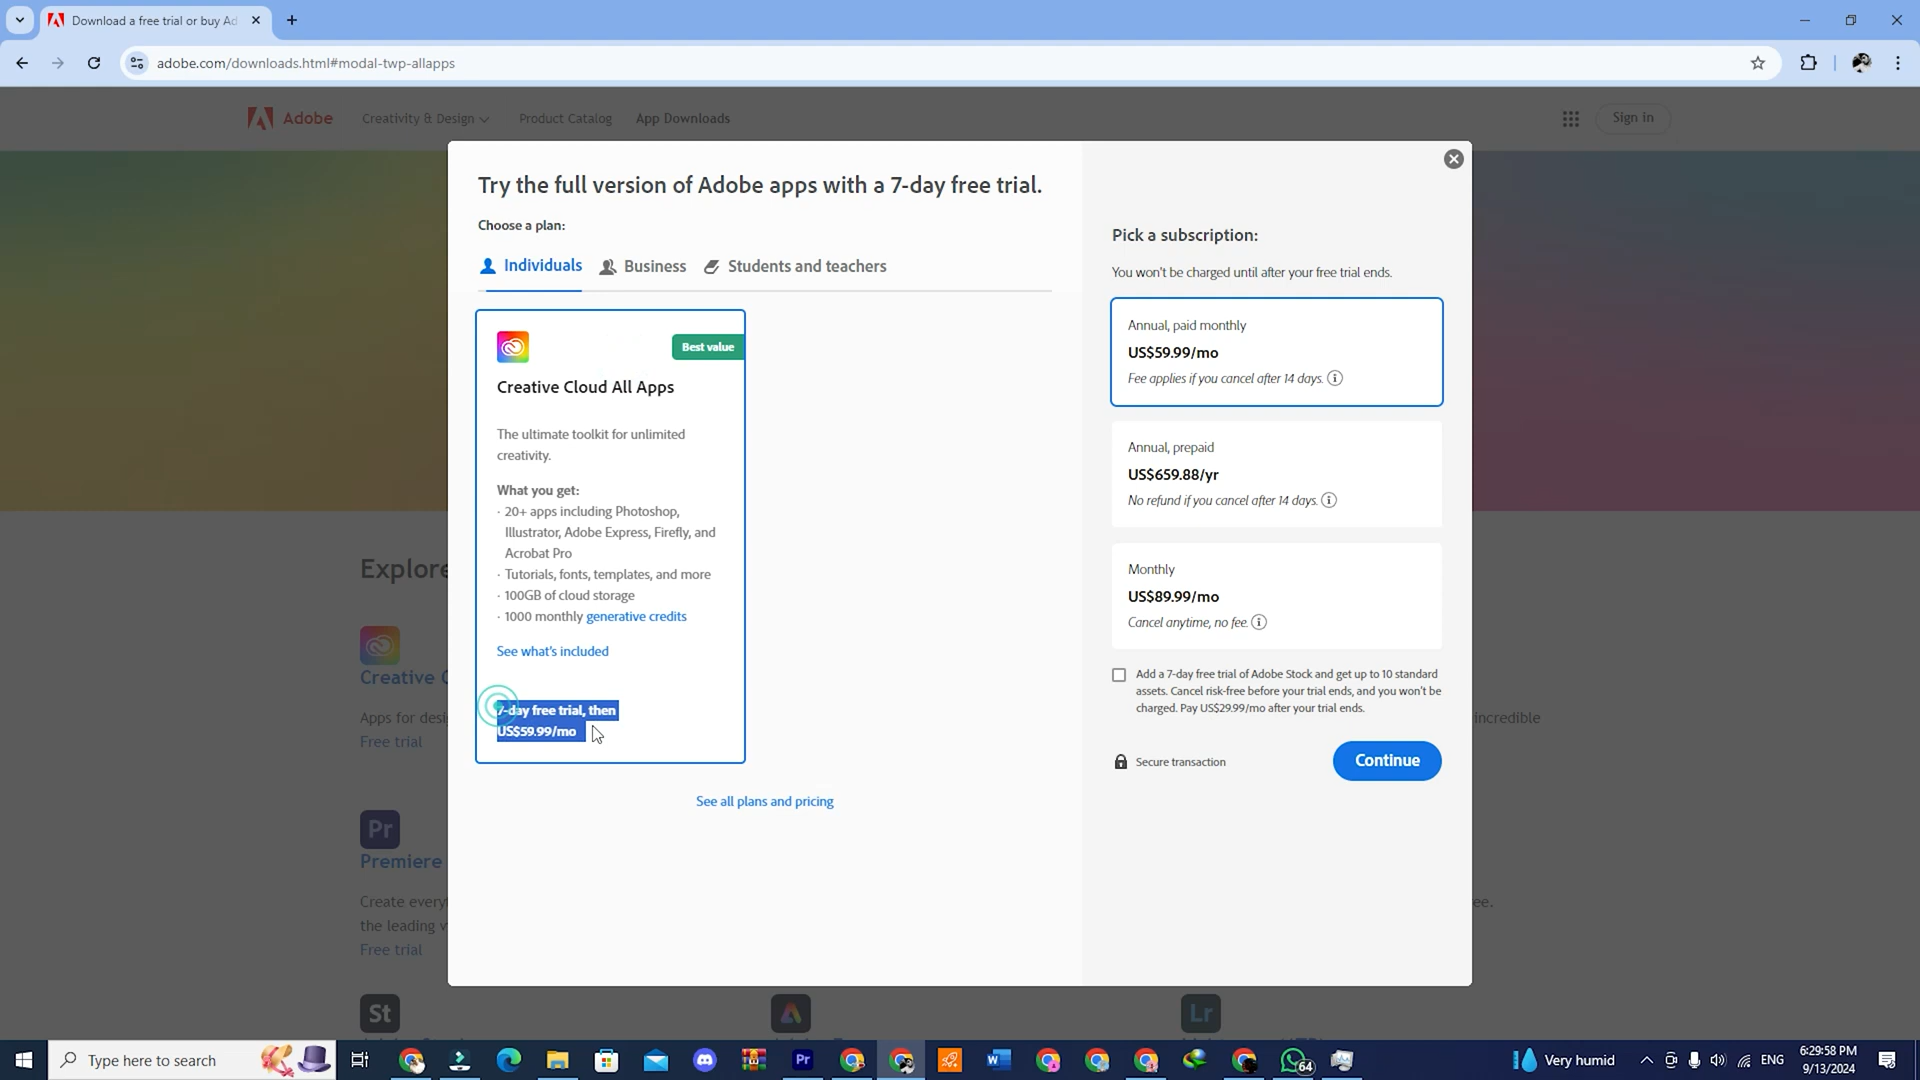 Download a free trial or buy Ad
adobe.com/downloads.html#modal-twp-allapps
Adobe
Creativity & Design
Product Catalog
App Downloads
Sign in
Try the full version of Adobe apps with a 7-day free trial.
Choose a plan:
Individuals
Business
Students and teachers
Best value
Creative Cloud All Apps
The ultimate toolkit for unlimited
creativity.
What you get:
· 20+ apps including Photoshop,
Illustrator, Adobe Express, Firefly, and
Acrobat Pro
· Tutorials, fonts, templates, and more
· 100GB of cloud storage
· 1000 monthly generative credits
See what's included
7-day free trial, then
US$59.99/mo
See all plans and pricing
Pick a subscription:
You won't be charged until after your free trial ends.
Annual, paid monthly
US$59.99/mo
Fee applies if you cancel after 14 days.
Annual, prepaid
US$659.88/yr
No refund if you cancel after 14 days.
Monthly
US$89.99/mo
Cancel anytime, no fee.
Add a 7-day free trial of Adobe Stock and get up to 10 standard
assets. Cancel risk-free before your trial ends, and you won't be
charged. Pay US$29.99/mo after your trial ends.
Secure transaction
Continue
Explore
Creative C
Apps for desi
incredible
Free trial
Pr
Premiere
Create every
ee.
the leading v
Free trial
St
Lr
Type here to search
Pr
64
Very humid
ENG
6:29:58 PM
9/13/2024